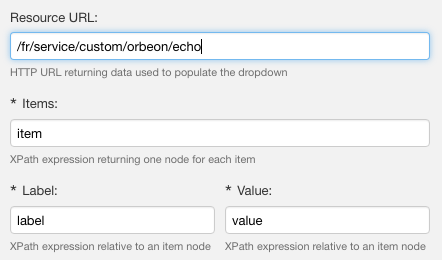 Resource URL:
/fr/service/custom/orbeon/echo
HTTP URL returning data used to populate the dropdown
* Items:
item
XPath expression returning one node for each item
* Label: * Value:
label value
XPath expression relative to an item node XPath expression relative to an item node